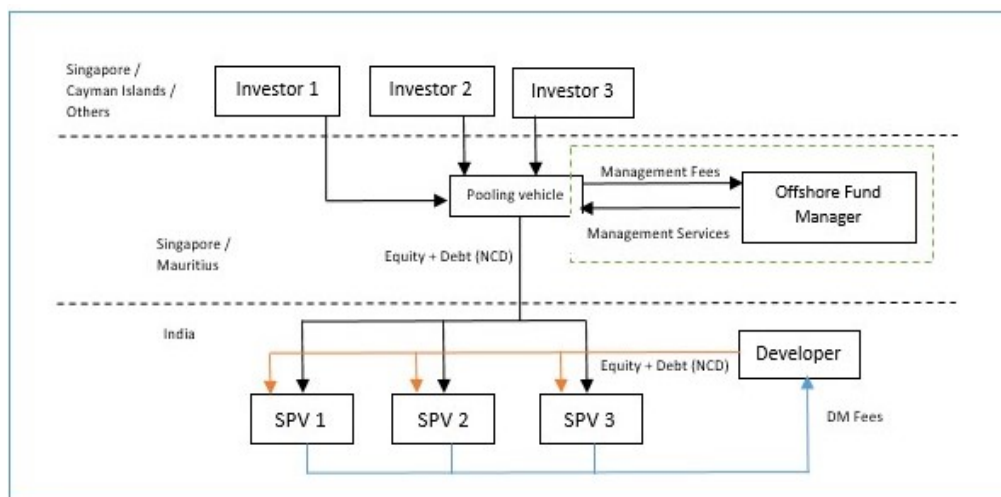 Singapore /
Cayman Islands /
Others
Investor 1
Investor 2
Investor 3
Management Fees
Pooling vehicle
Offshore Fund
Manager
Management Services
Singapore /
Mauritius
Equity + Debt (NCD)
India
Developer
Equity + Debt (NCD)
SPV 1
SPV 2
SPV 3
DM Fees